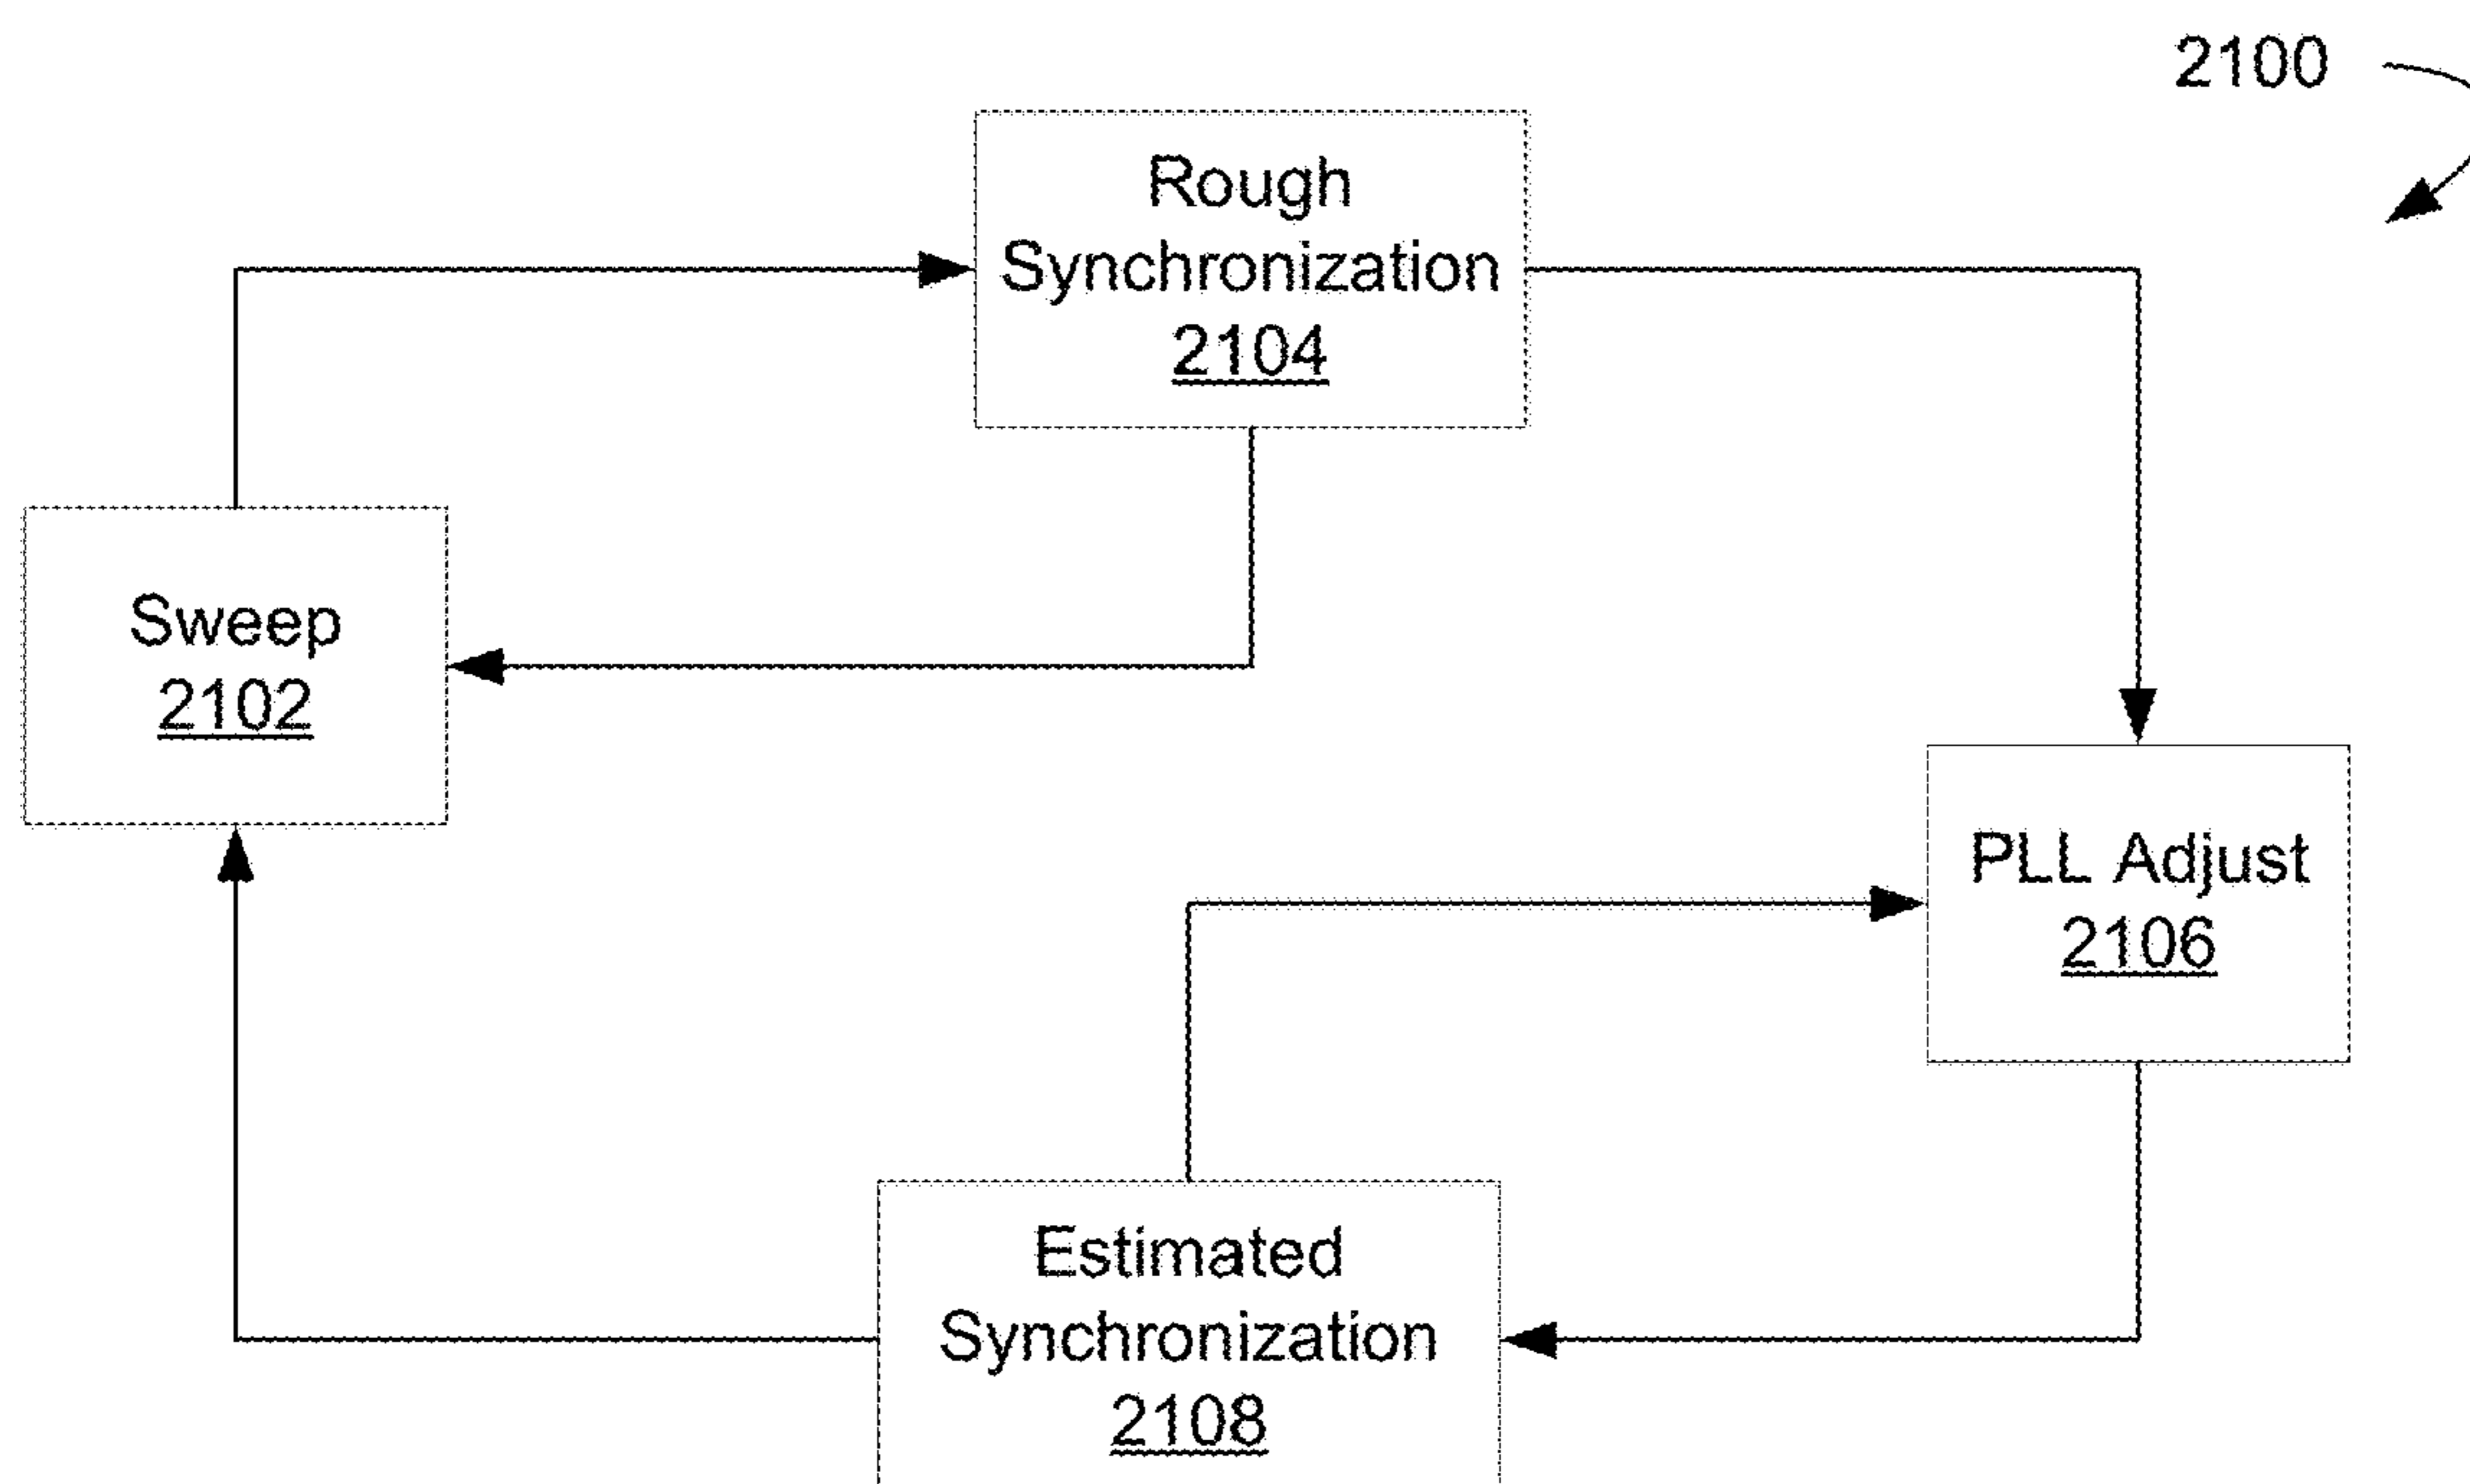 2100
Rough
Synchronization
2104
Sweep
2102
PLL Adjust
2106
Estimated
Synchronization
2108